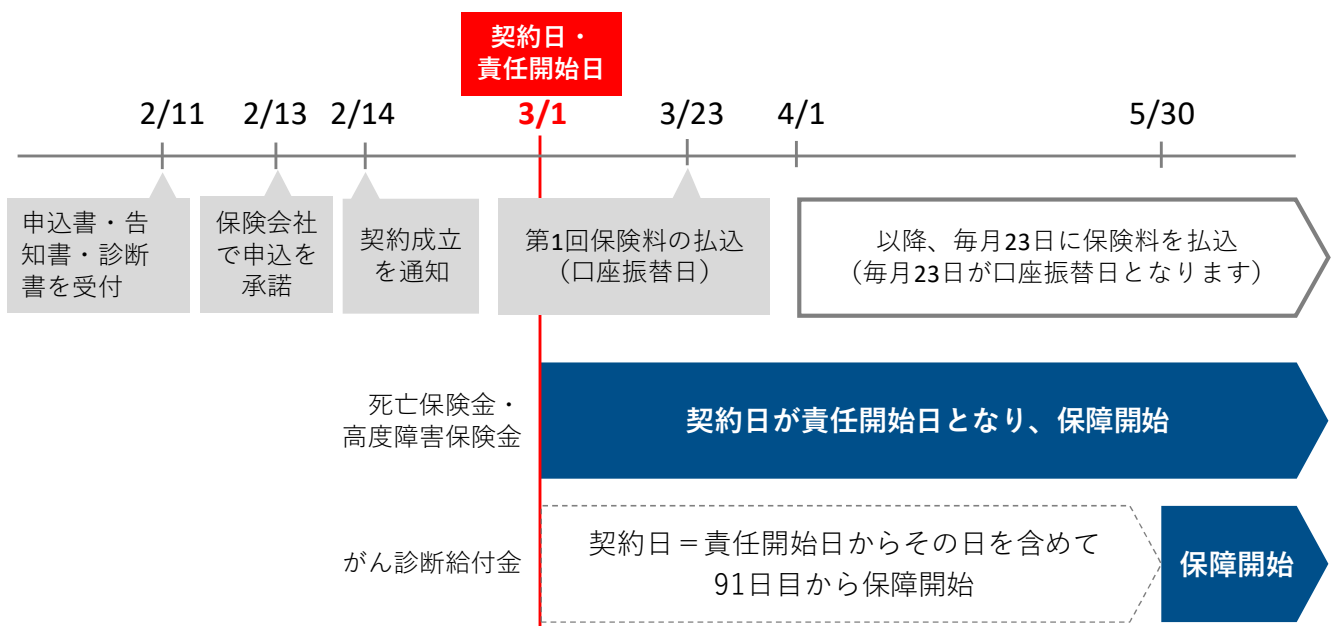 契約日・
責任開始日
2/11
2/13
2/14
3/1
3/23
4/1
5/30
申込書・告
知書・診断
書を受付
保険会社
で申込を
承諾
契約成立
を通知
第1回保険料の払込
（口座振替日）
以降、毎月23日に保険料を払込
（毎月23日が口座振替日となります）
死亡保険金・
高度障害保険金
契約日が責任開始日となり、保障開始
がん診断給付金
契約日＝責任開始日からその日を含めて
91日目から保障開始
保障開始